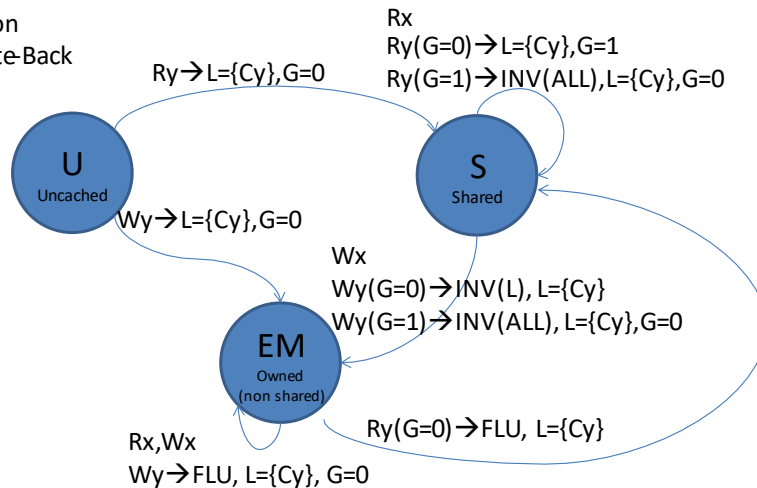 on
te-Back
Rx
Ry(G=0)→L={Cy},G=1
Ry(G=1)→INV(ALL),L={Cy},G=0
Ry→L={Cy},G=0
U
Uncached
S
Shared
Wy→L={Cy},G=0
Wx
Wy(G=0)→INV(L), L={Cy}
Wy(G=1)→INV(ALL), L={Cy},G=0
EM
Owned
(non shared)
Ry(G=0)→FLU, L={Cy}
Rx,Wx
Wy→FLU, L={Cy}, G=0